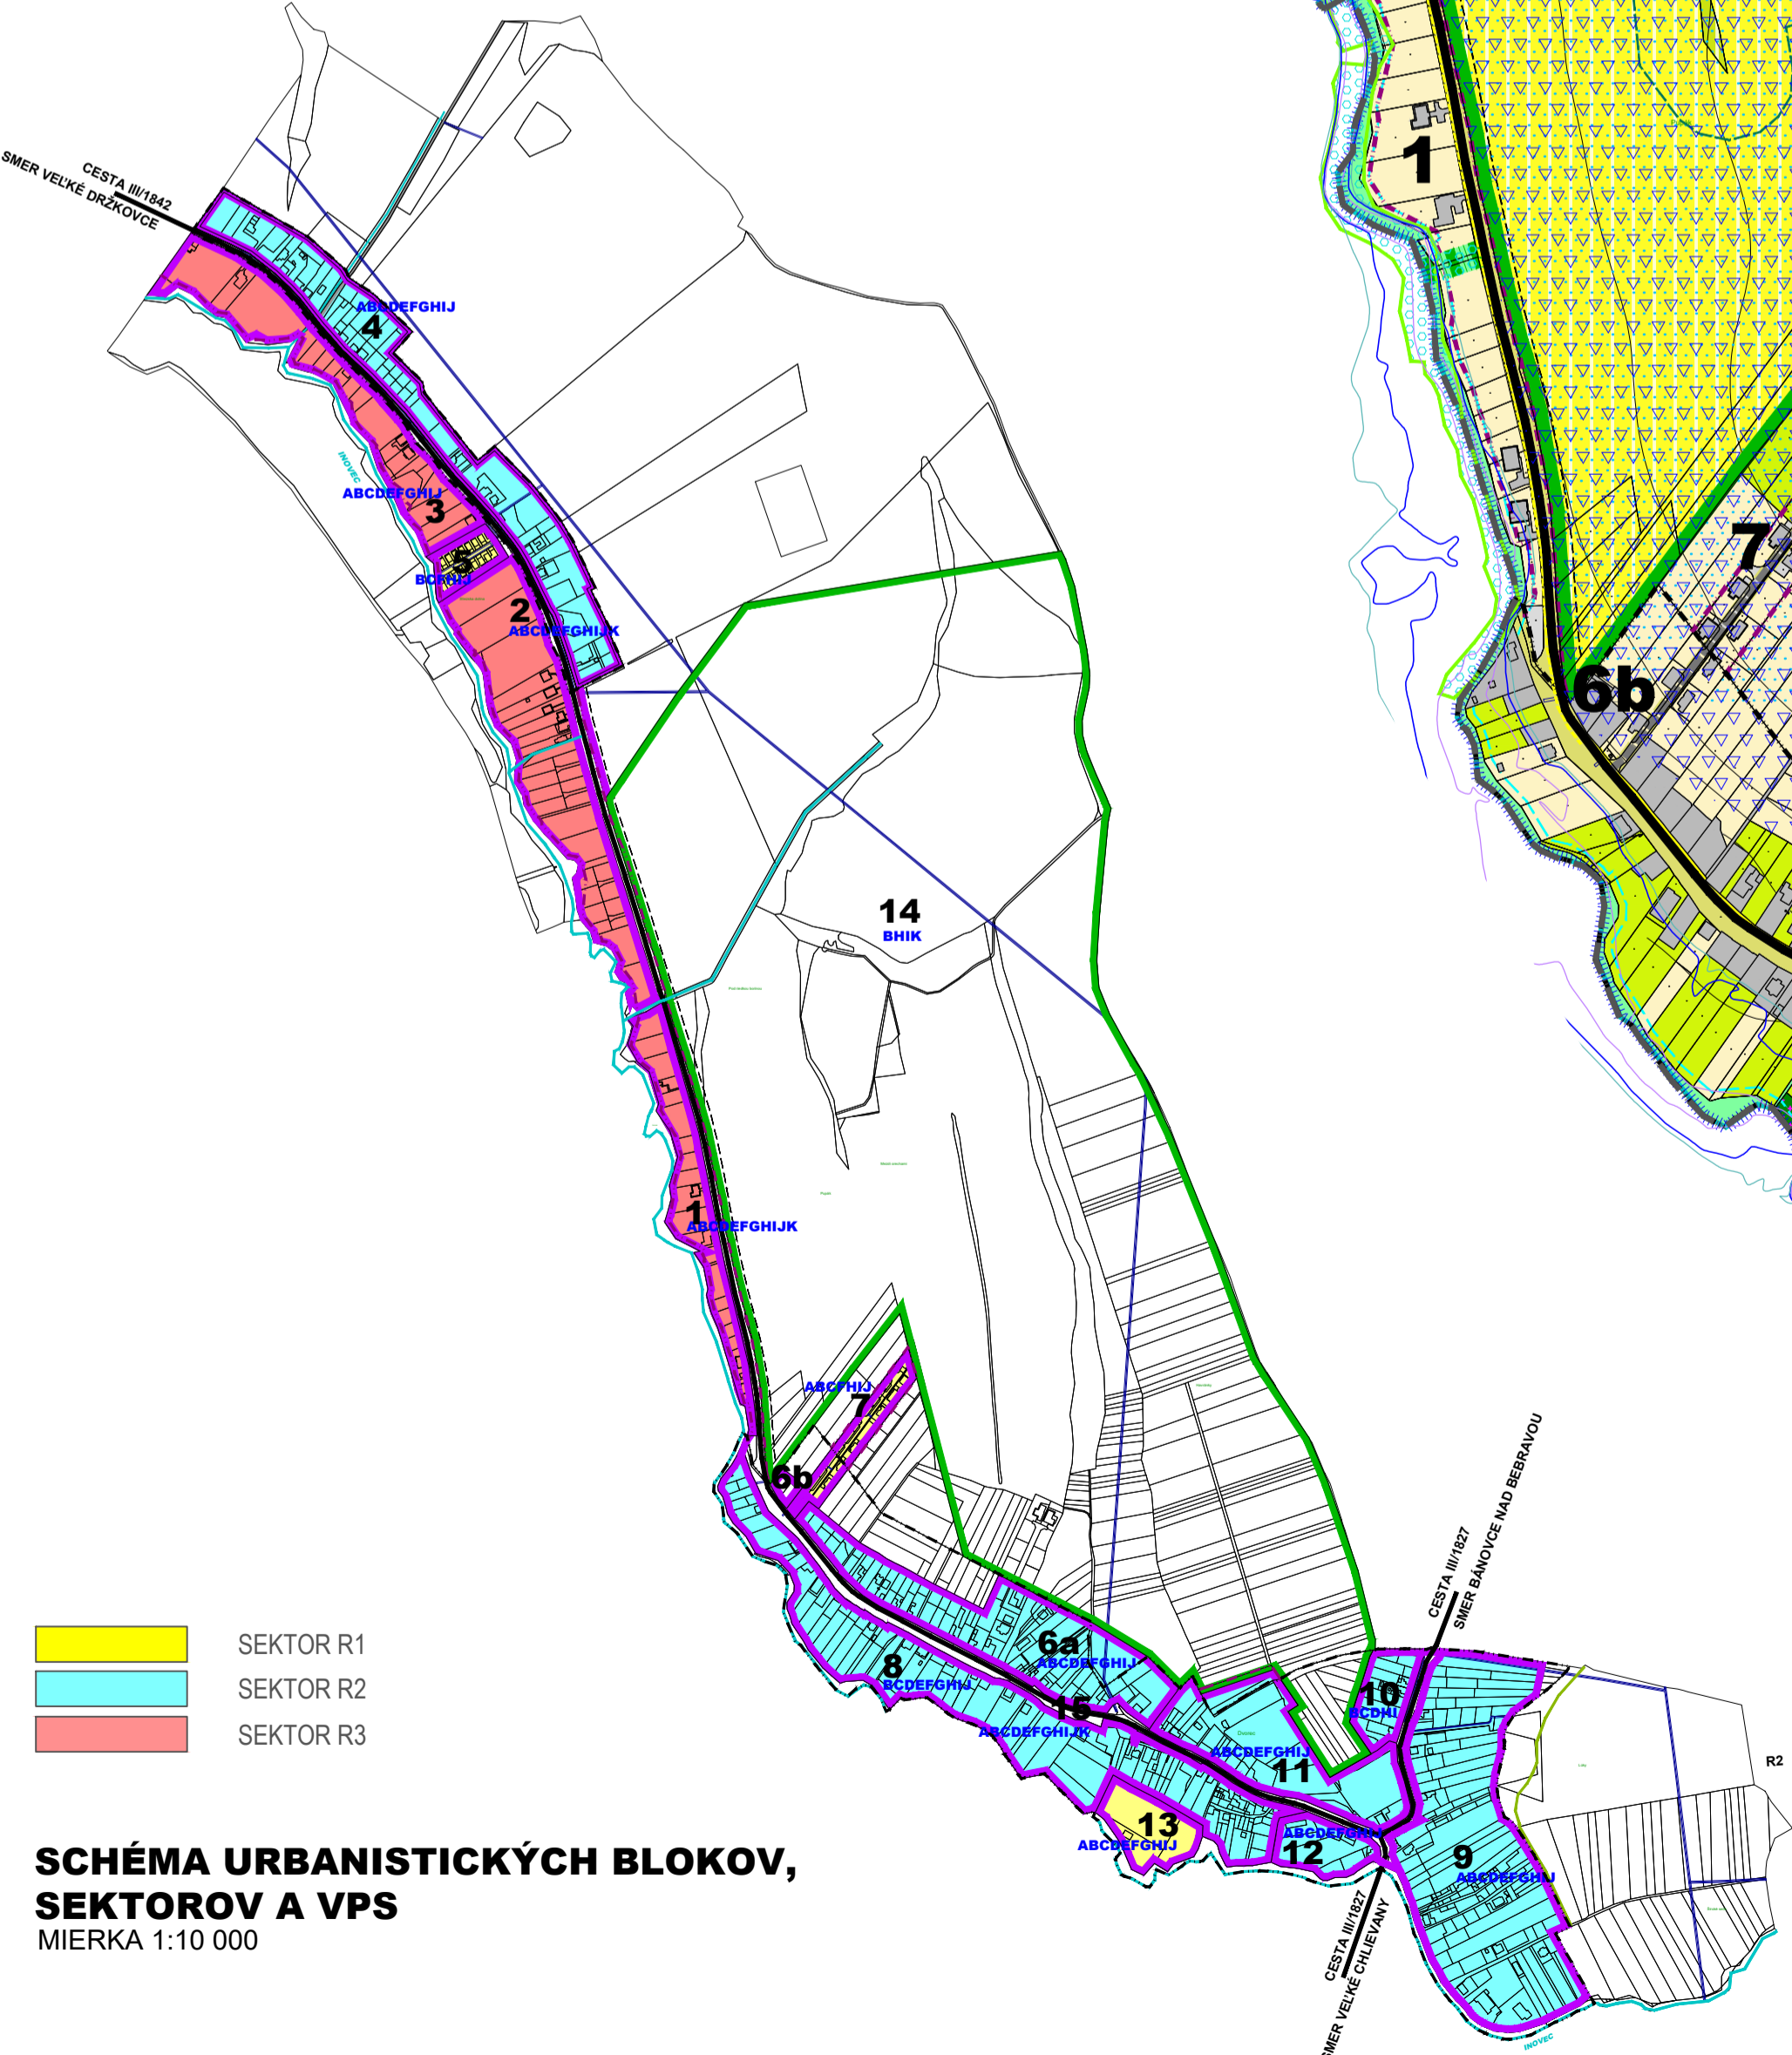 CESTA III/1842
SMER VEĽKÉ DRŽKOVCE
1
ABCDEFGHIJ
4
INOVEC
ABCDEFGHIJ
3
5
BCFHIJ
2
ABCDEFGHIJK
7
6b
14
BHIK
1
ABCDEFGHIJK
ABCFHIJ
7
6b
CESTA III/1827
SMER BÁNOVCE NAD BEBRAVOU
6a
ABCDEFGHIJ
8
BCDEFGHIJ
15
ABCDEFGHIJK
10
BCDHI
ABCDEFGHIJ
11
R2
13
ABCDEFGHIJ
ABCDEFGHIJ
12
9
ABCDEFGHIJ
CESTA III/1827
SMER VEĽKÉ CHLIEVANY
INOVEC
SEKTOR R1
SEKTOR R2
SEKTOR R3
SCHÉMA URBANISTICKÝCH BLOKOV,
SEKTOROV A VPS
MIERKA 1:10 000